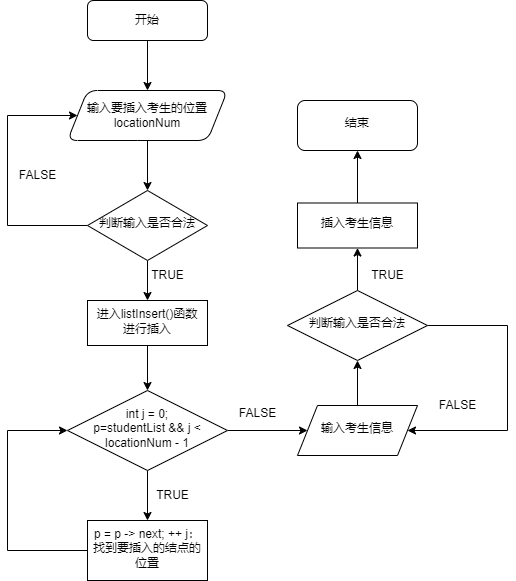 开始
输入要插入考生的位置
locationNum
FALSE
判断输入是否合法
TRUE
进入listInsert()函数
进行插入
int j = 0;
p=studentList && j <
locationNum - 1
FALSE
TRUE
p = p -> next; ++ j:
找到要插入的结点的
位置
输入考生信息
FALSE
判断输入是否合法
TRUE
插入考生信息
结束